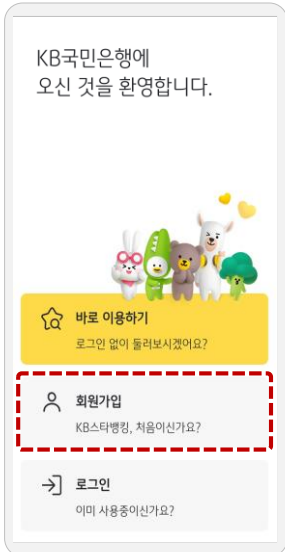 KB국민은행에
오신 것을 환영합니다.
바로 이용하기
로그인 없이 둘러보시겠어요?
회원가입
KB스타뱅킹, 처음이신가요?
로그인
이미 사용중이신가요?